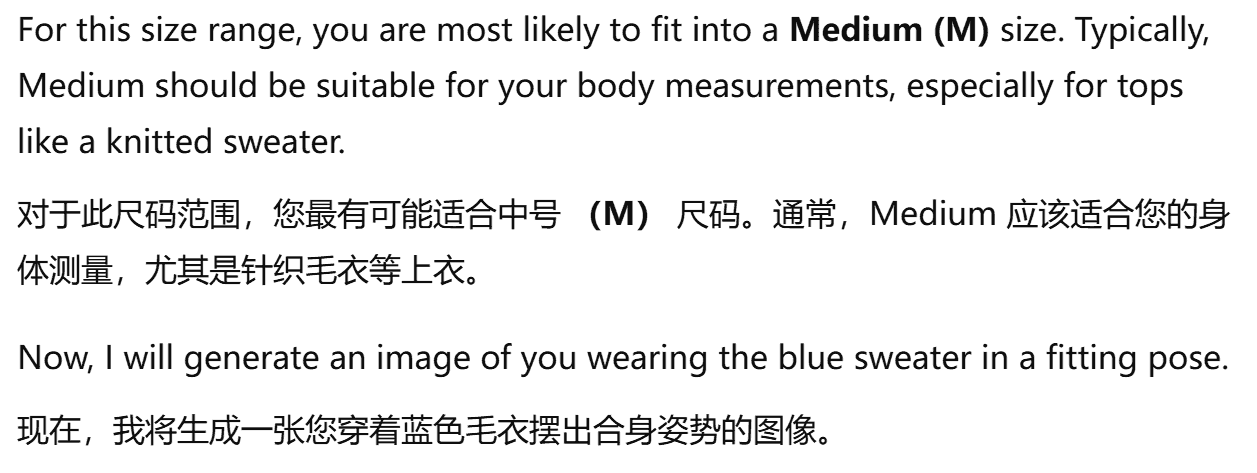 For this size range, you are most likely to fit into a Medium (M) size. Typically,
Medium should be suitable for your body measurements, especially for tops
like a knitted sweater.
对于此尺码范围，您最有可能适合中号 （M） 尺码。通常，Medium 应该适合您的身
体测量，尤其是针织毛衣等上衣。
Now, I will generate an image of you wearing the blue sweater in a fitting pose.
现在，我将生成一张您穿着蓝色毛衣摆出合身姿势的图像。